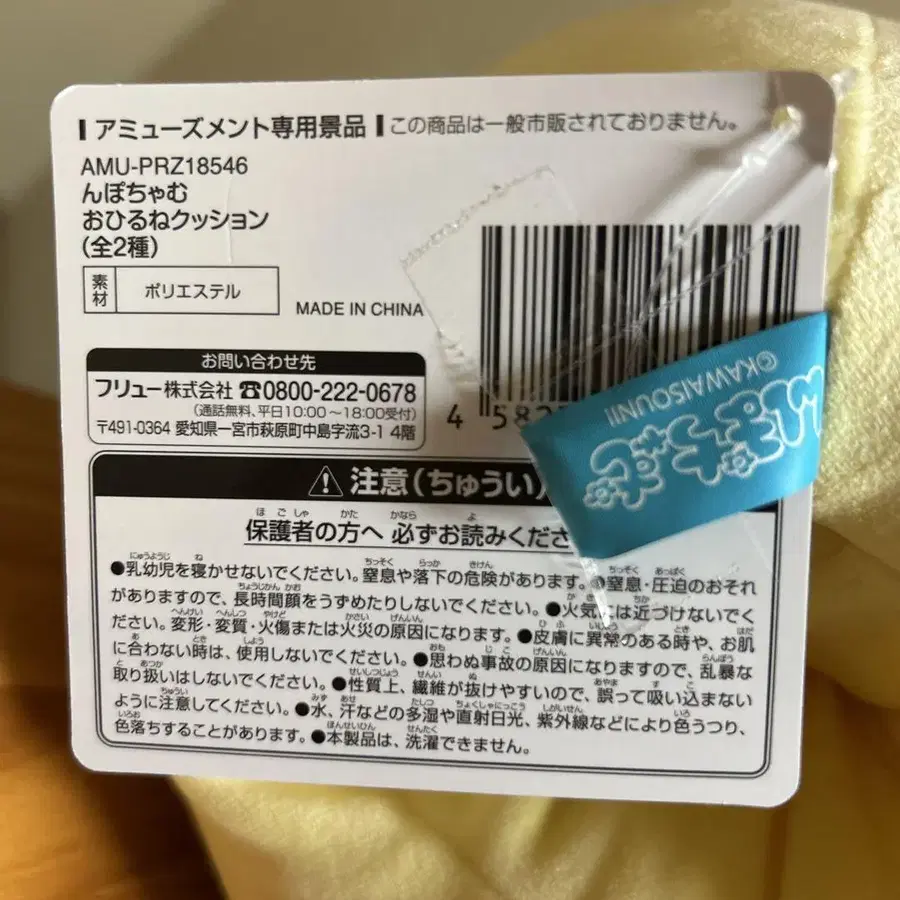 アミューズメント専用景品 この商品は一般市販されておりません。
AMU-PRZ18546
んぽちゃむ
おひるねクッション
(全2種)
素材 ポリエステル
MADE IN CHINA
お問い合わせ先
フリュー株式会社 ☎0800-222-0678
(通話無料、平日10:00~18:00受付)
〒491-0364 愛知県一宮市萩原町中島字流3-1 4階
4 582
©KAWAISOUNI!
んぽちゃむ
⚠ 注意(ちゅうい)
保護者の方へ 必ずお読みくださ
●乳幼児を寝かせないでください。窒息や落下の危険があります。●窒息・圧迫のおそれ
がありますので、長時間顔をうずめたりしないでください。●火気には近づけないでく
ださい。変形・変質・火傷または火災の原因になります。●皮膚に異常のある時や、お肌
に合わない時は、使用しないでください。●思わぬ事故の原因になりますので、乱暴な
取り扱いはしないでください。●性質上、繊維が抜けやすいので、誤って吸い込まない
ように注意してください。●水、汗などの多湿や直射日光、紫外線などにより色うつり、
色落ちすることがあります。●本製品は、洗濯できません。